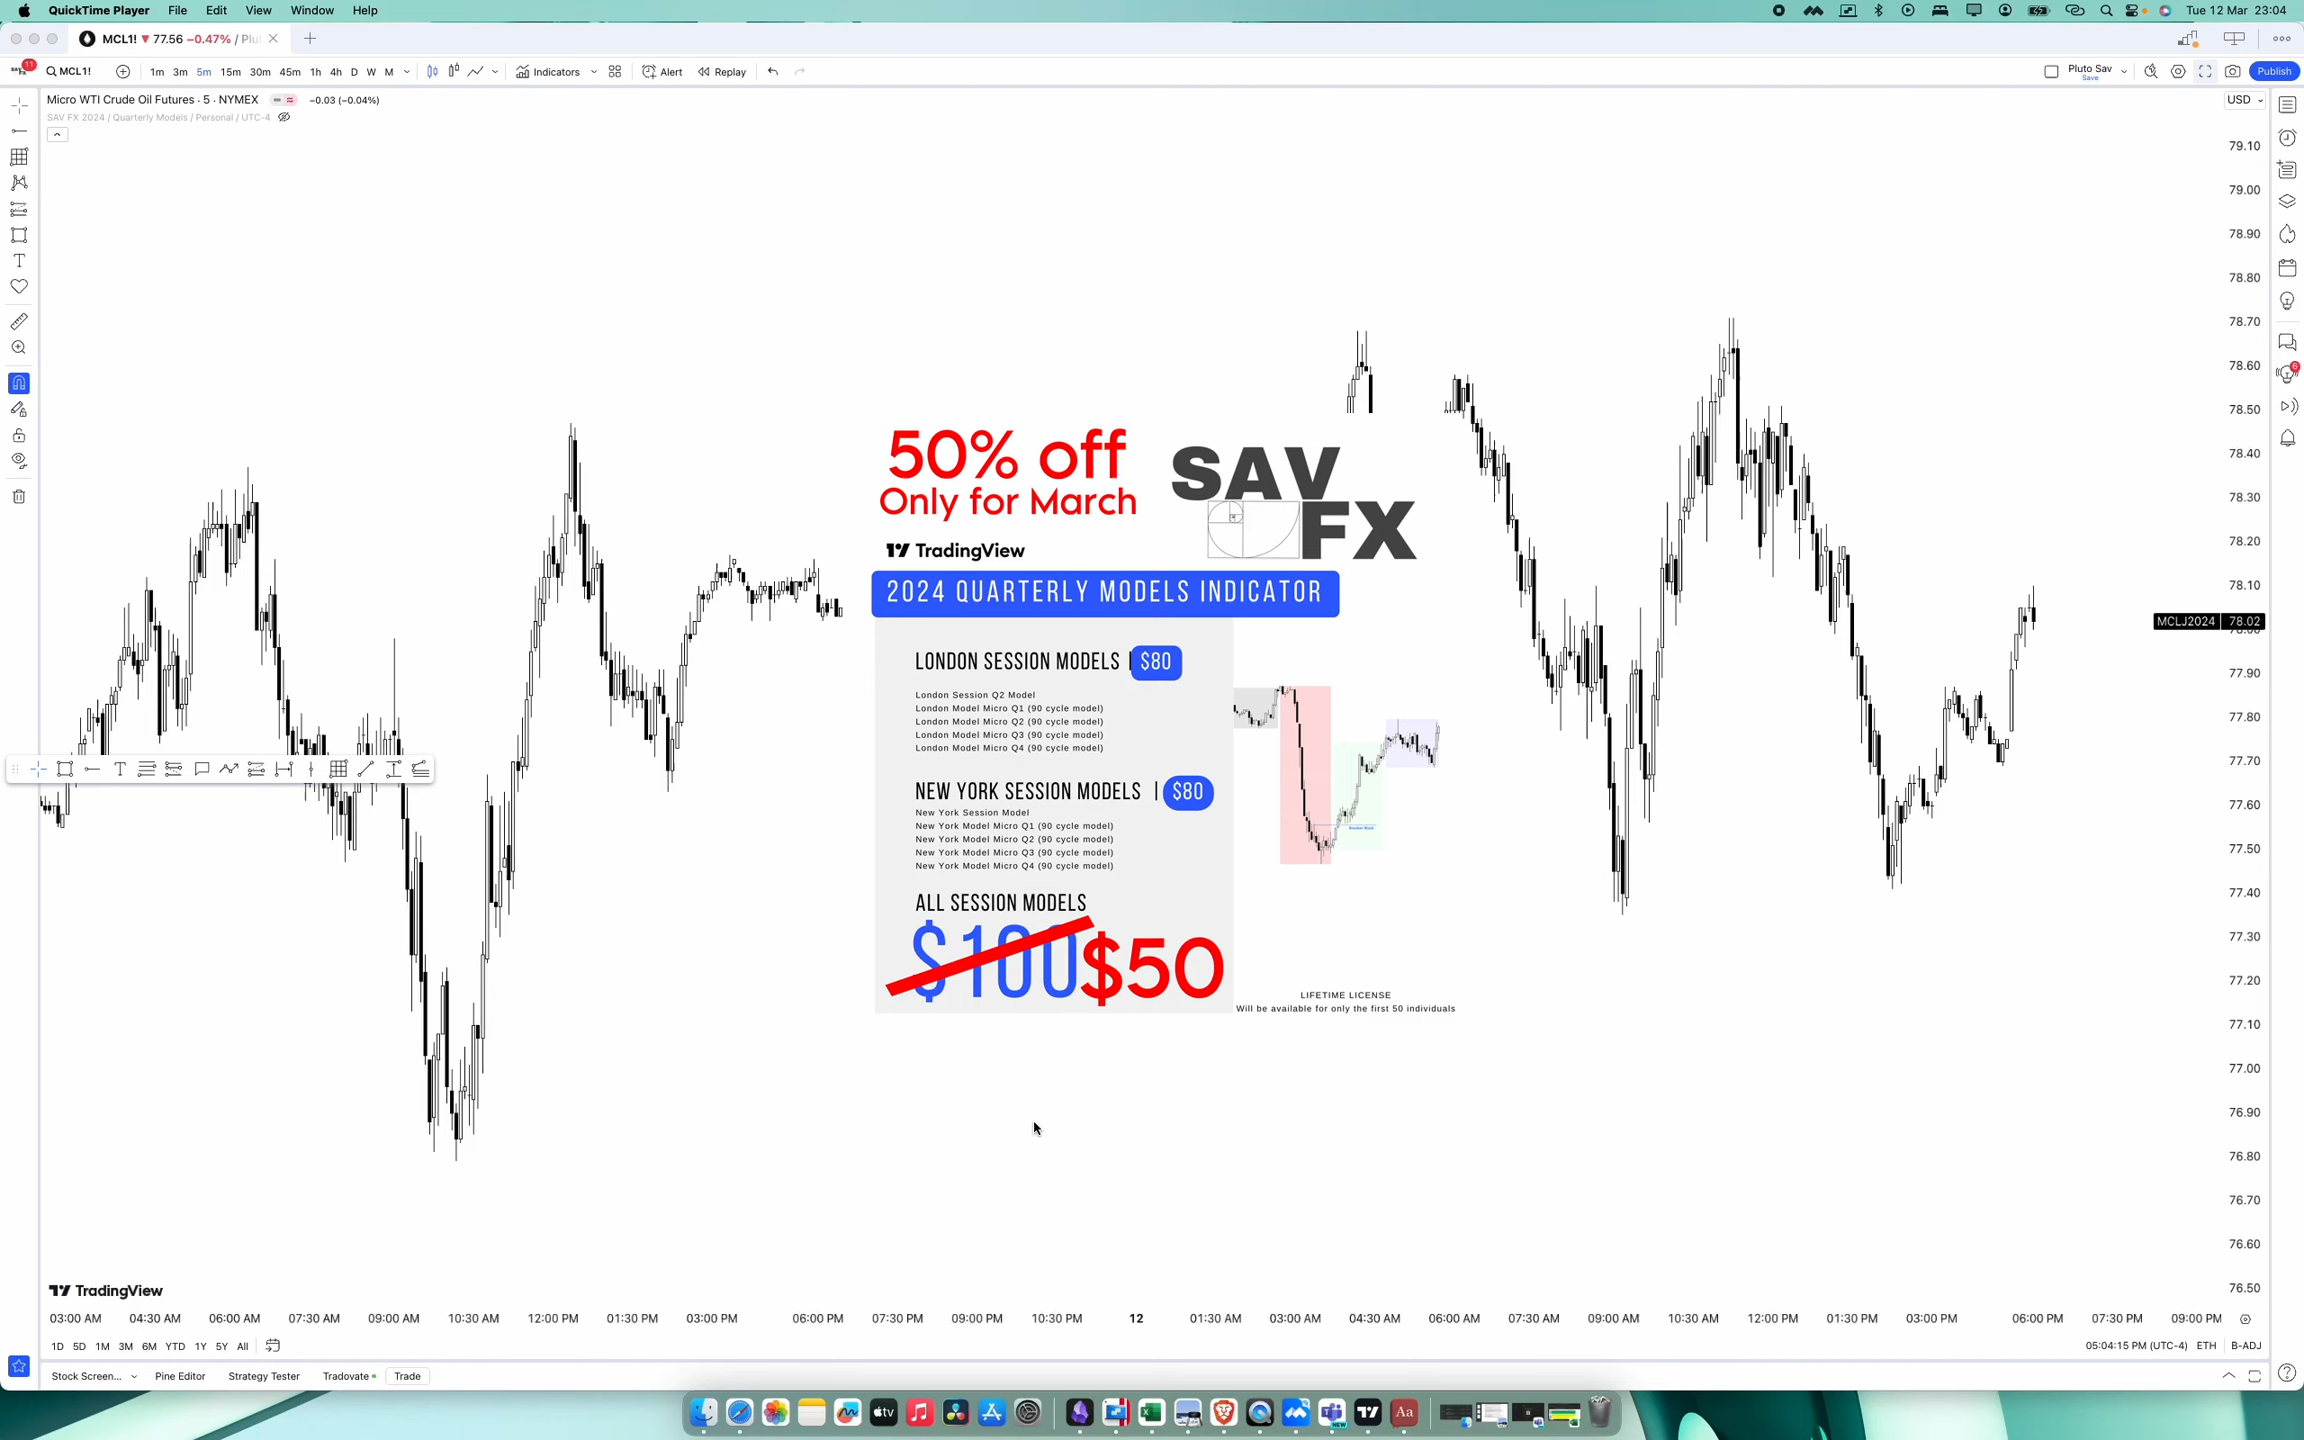 QuickTime Player File Edit View Window Help Tue 12 Mar 23:04
MCL1! ▼ 77.56 −0.47% / Plu
11 MCL1! 1m 3m 5m 15m 30m 45m 1h 4h D W M Indicators Alert Replay Pluto Sav Save Publish
Micro WTI Crude Oil Futures · 5 · NYMEX −0.03 (−0.04%) USD
SAV FX 2024 / Quarterly Models / Personal / UTC-4
79.10
79.00
78.90
78.80
78.70
78.60
6
78.50
78.40
78.30
78.20
78.10
MCLJ2024 78.02
78.00
77.90
77.80
77.70
77.60
77.50
77.40
77.30
77.20
77.10
77.00
76.90
76.80
76.70
76.60
76.50
50% off
Only for March
SAV
FX
TradingView
2024 QUARTERLY MODELS INDICATOR
LONDON SESSION MODELS | $80
London Session Q2 Model
London Model Micro Q1 (90 cycle model)
London Model Micro Q2 (90 cycle model)
London Model Micro Q3 (90 cycle model)
London Model Micro Q4 (90 cycle model)
NEW YORK SESSION MODELS | $80
New York Session Model
New York Model Micro Q1 (90 cycle model)
New York Model Micro Q2 (90 cycle model)
New York Model Micro Q3 (90 cycle model)
New York Model Micro Q4 (90 cycle model)
Breaker Block
ALL SESSION MODELS
$100 $50
LIFETIME LICENSE
Will be available for only the first 50 individuals
TradingView
03:00 AM 04:30 AM 06:00 AM 07:30 AM 09:00 AM 10:30 AM 12:00 PM 01:30 PM 03:00 PM 06:00 PM 07:30 PM 09:00 PM 10:30 PM 12 01:30 AM 03:00 AM 04:30 AM 06:00 AM 07:30 AM 09:00 AM 10:30 AM 12:00 PM 01:30 PM 03:00 PM 06:00 PM 07:30 PM 09:00 PM
1D 5D 1M 3M 6M YTD 1Y 5Y All 05:04:15 PM (UTC-4) ETH B-ADJ
Stock Screen... Pine Editor Strategy Tester Tradovate Trade
tv NEW Aa